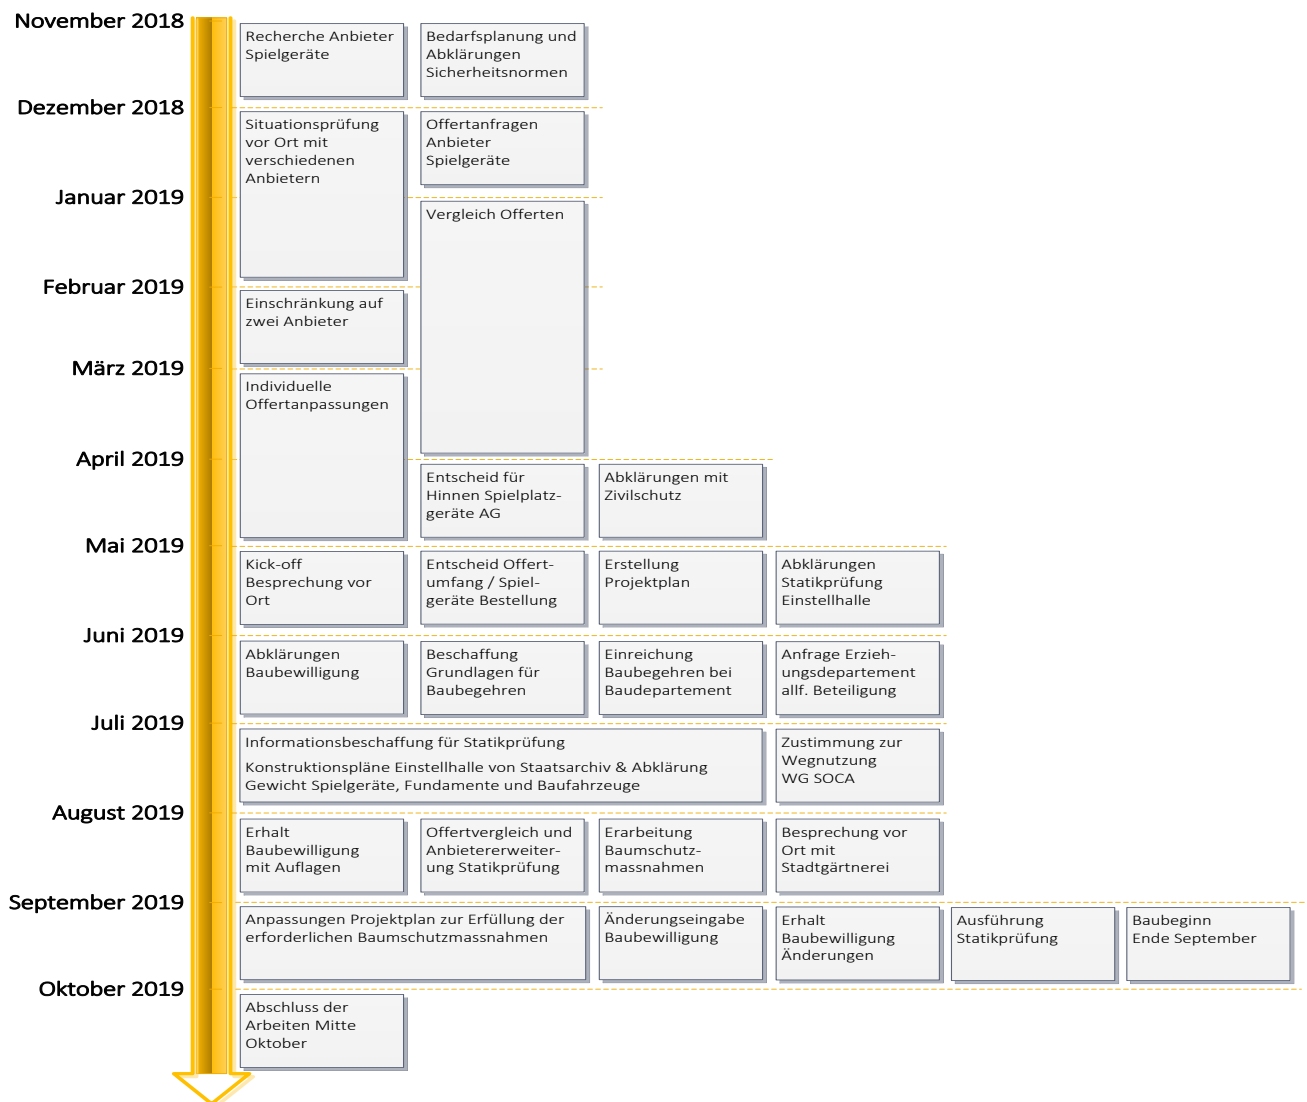 November 2018
Recherche Anbieter
Spielgeräte
Bedarfsplanung und
Abklärungen
Sicherheitsnormen
Dezember 2018
Situationsprüfung
vor Ort mit
verschiedenen
Anbietern
Offertanfragen
Anbieter
Spielgeräte
Januar 2019
Vergleich Offerten
Februar 2019
Einschränkung auf
zwei Anbieter
März 2019
Individuelle
Offertanpassungen
April 2019
Entscheid für
Hinnen Spielplatz-
geräte AG
Abklärungen mit
Zivilschutz
Mai 2019
Kick-off
Besprechung vor
Ort
Entscheid Offert-
umfang / Spiel-
geräte Bestellung
Erstellung
Projektplan
Abklärungen
Statikprüfung
Einstellhalle
Juni 2019
Abklärungen
Baubewilligung
Beschaffung
Grundlagen für
Baubegehren
Einreichung
Baubegehren bei
Baudepartement
Anfrage Erzieh-
ungsdepartement
allf. Beteiligung
Juli 2019
Informationsbeschaffung für Statikprüfung
Konstruktionspläne Einstellhalle von Staatsarchiv & Abklärung
Gewicht Spielgeräte, Fundamente und Baufahrzeuge
Zustimmung zur
Wegnutzung
WG SOCA
August 2019
Erhalt
Baubewilligung
mit Auflagen
Offertvergleich und
Anbietererweiter-
ung Statikprüfung
Erarbeitung
Baumschutz-
massnahmen
Besprechung vor
Ort mit
Stadtgärtnerei
September 2019
Anpassungen Projektplan zur Erfüllung der
erforderlichen Baumschutzmassnahmen
Änderungseingabe
Baubewilligung
Erhalt
Baubewilligung
Änderungen
Ausführung
Statikprüfung
Baubeginn
Ende September
Oktober 2019
Abschluss der
Arbeiten Mitte
Oktober